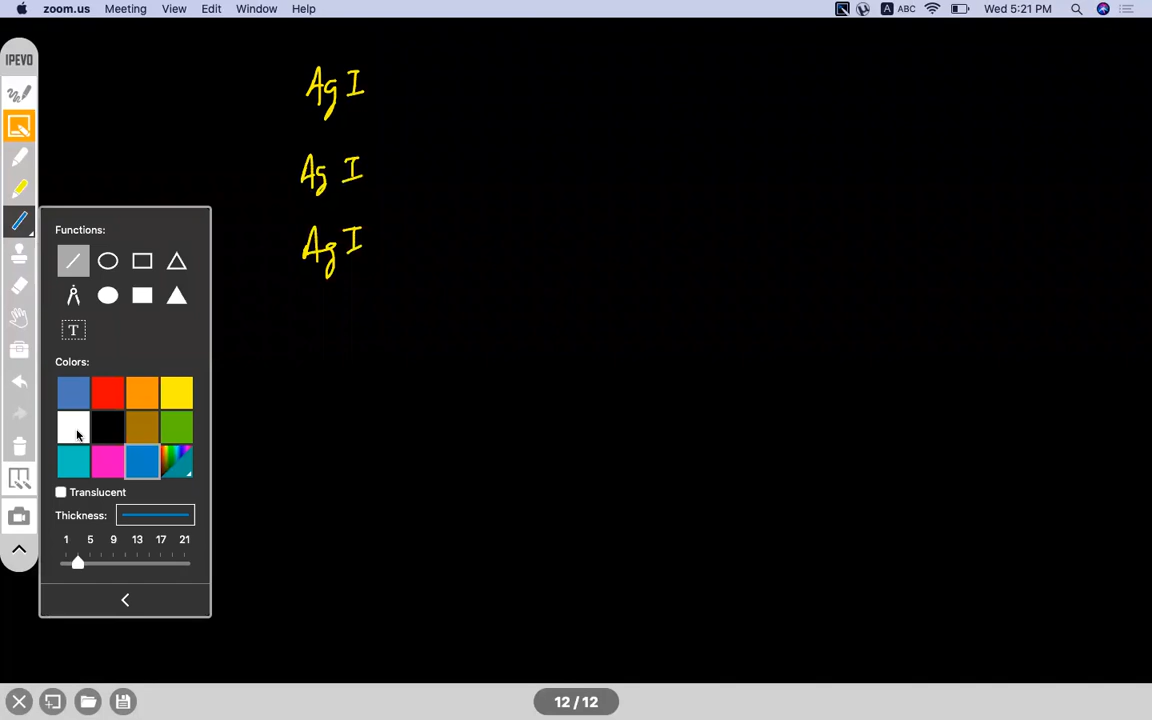 zoom.us Meeting View Edit Window Help A ABC Wed 5:21 PM
IPEVO
Ag I
Ag I
Ag I
Functions:
T
Colors:
Translucent
Thickness:
1 5 9 13 17 21
12 / 12